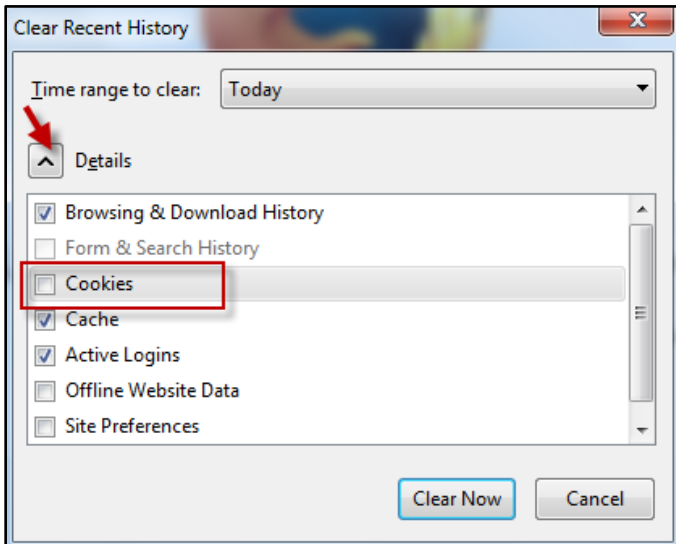 Clear Recent History
Time range to clear: Today
Details
Browsing & Download History
Form & Search History
Cookies
Cache
Active Logins
Offline Website Data
Site Preferences
Clear Now Cancel